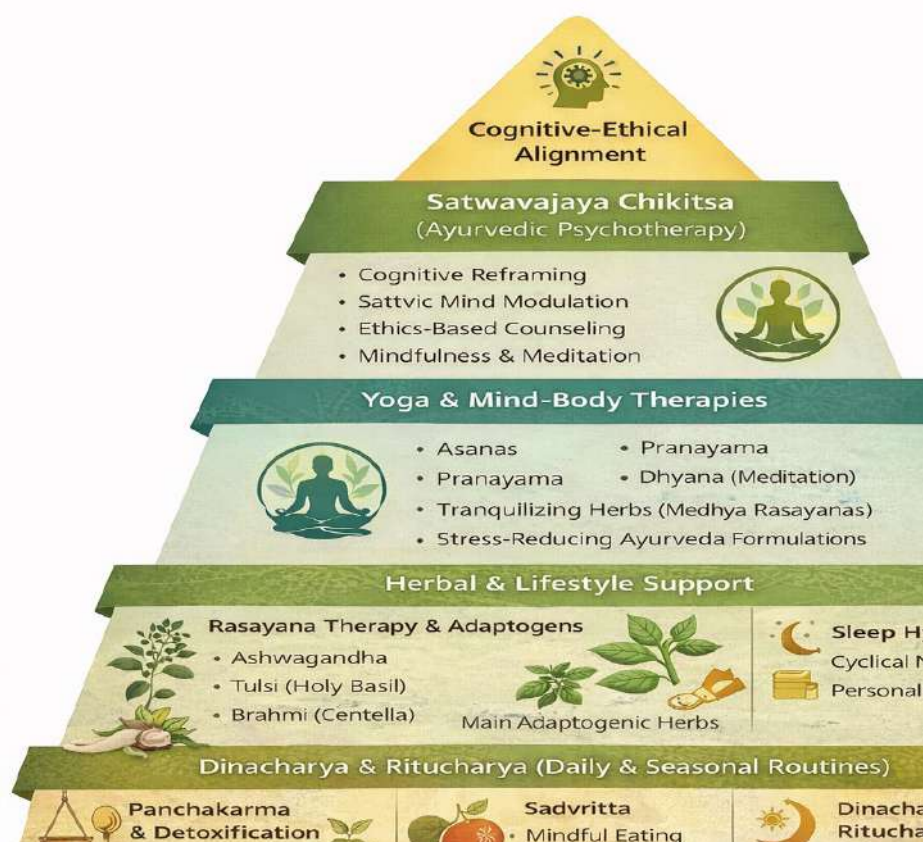 Cognitive-Ethical
Alignment
Satwavajaya Chikitsa
(Ayurvedic Psychotherapy)
• Cognitive Reframing
• Sattvic Mind Modulation
• Ethics-Based Counseling
• Mindfulness & Meditation
Yoga & Mind-Body Therapies
• Asanas
• Pranayama
• Pranayama
• Dhyana (Meditation)
• Tranquilizing Herbs (Medhya Rasayanas)
• Stress-Reducing Ayurveda Formulations
Herbal & Lifestyle Support
Rasayana Therapy & Adaptogens
• Ashwagandha
• Tulsi (Holy Basil)
• Brahmi (Centella)
Main Adaptogenic Herbs
Sleep H
Cyclical N
Personal
Dinacharya & Ritucharya (Daily & Seasonal Routines)
Panchakarma
& Detoxification
Sadvritta
• Mindful Eating
Dinacha
Ritucha